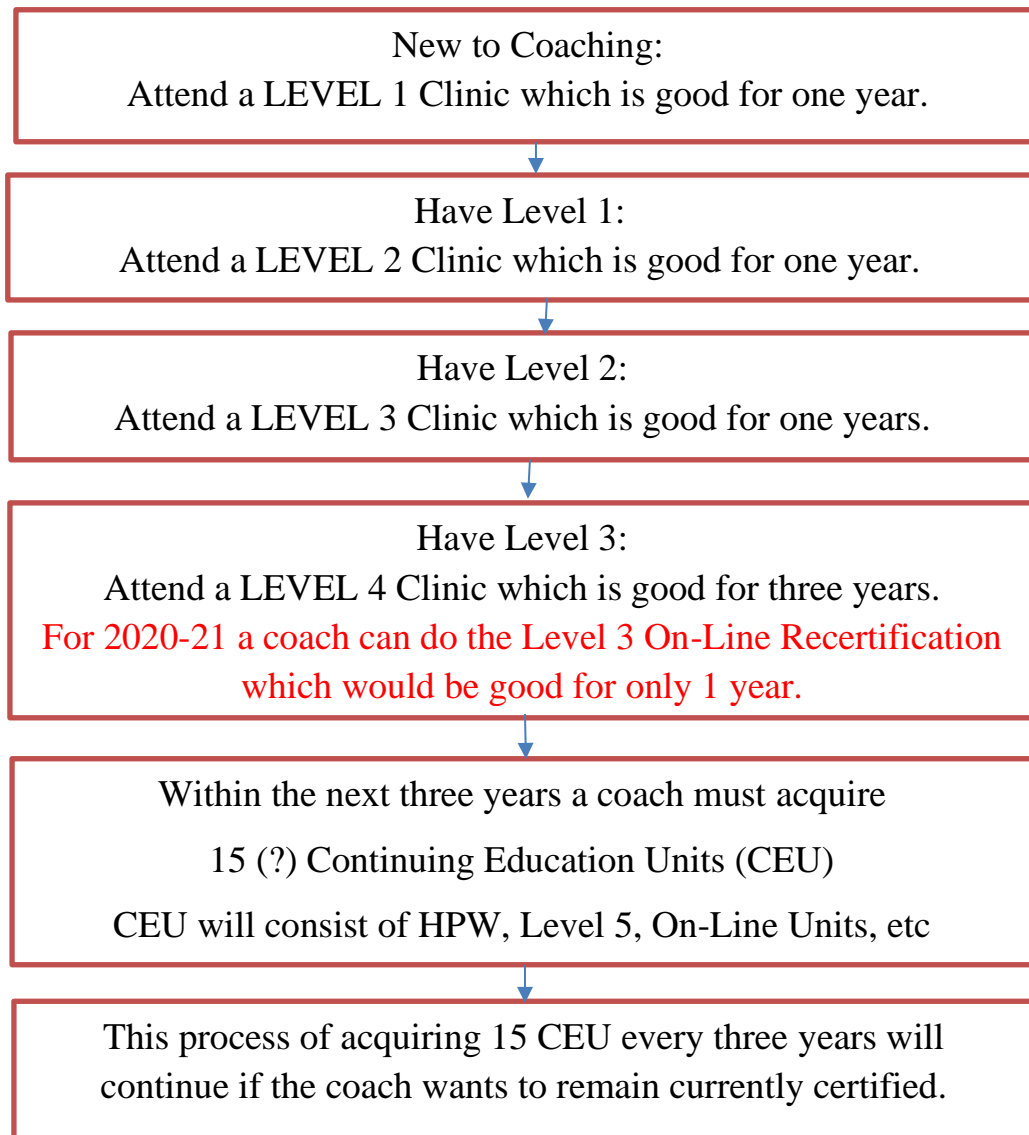 New to Coaching:
Attend a LEVEL 1 Clinic which is good for one year.
Have Level 1:
Attend a LEVEL 2 Clinic which is good for one year.
Have Level 2:
Attend a LEVEL 3 Clinic which is good for one years.
Have Level 3:
Attend a LEVEL 4 Clinic which is good for three years.
For 2020-21 a coach can do the Level 3 On-Line Recertification
which would be good for only 1 year.
Within the next three years a coach must acquire
15 (?) Continuing Education Units (CEU)
CEU will consist of HPW, Level 5, On-Line Units, etc
This process of acquiring 15 CEU every three years will
continue if the coach wants to remain currently certified.